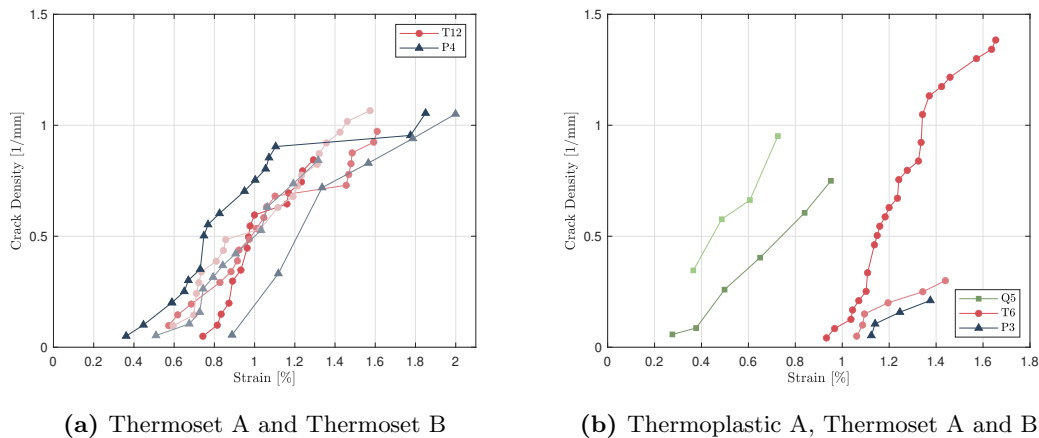 1.5
1
0.5
0
Crack Density [1/mm]
0 0.2 0.4 0.6 0.8 1 1.2 1.4 1.6 1.8 2
Strain [%]
T12
P4
(a) Thermoset A and Thermoset B
1.5
1
0.5
0
Crack Density [1/mm]
0 0.2 0.4 0.6 0.8 1 1.2 1.4 1.6 1.8
Strain [%]
Q5
T6
P3
(b) Thermoplastic A, Thermoset A and B